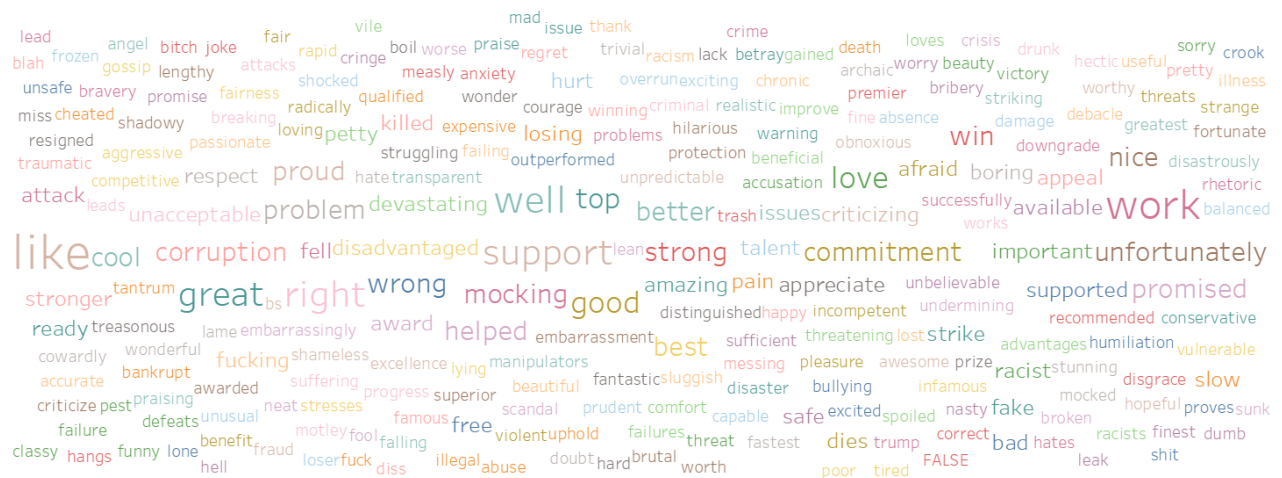 mad issue thank
vile
lead angel bitch joke fair rapid cringe boil worse praise regret trivial racism lack crime betray gained death loves crisis drunk sorry crook
blah frozen gossip lengthy attacks shocked measly anxiety hurt overrun exciting chronic archaic worry beauty victory hectic useful pretty illness
unsafe bravery promise fairness radically qualified wonder courage winning criminal realistic improve premier bribery striking worthy threats strange
miss cheated shadowy breaking loving petty killed expensive losing problems hilarious warning fine absence damage debacle greatest fortunate
resigned aggressive passionate struggling failing outperformed protection beneficial obnoxious win downgrade nice disastrously
traumatic competitive respect proud hate transparent unpredictable accusation love afraid boring appeal rhetoric
attack leads unacceptable problem devastating well top better trash issues criticizing successfully works available work balanced
like cool corruption fell disadvantaged support lean strong talent commitment important unfortunately
stronger tantrum great bs right wrong mocking good amazing pain appreciate unbelievable supported promised
ready treasonous lame embarrassingly award helped embarrassment distinguished happy incompetent undermining recommended conservative
cowardly wonderful fucking shameless excellence lying manipulators best sufficient threatening lost strike advantages humiliation vulnerable
accurate bankrupt awarded suffering progress superior beautiful fantastic sluggish messing disaster pleasure bullying awesome prize infamous racist stunning disgrace slow
criticize pest praising neat stresses famous scandal prudent comfort capable safe excited spoiled nasty fake mocked hopeful proves sunk
failure defeats unusual motley fool free violent uphold failures threat fastest dies trump correct bad broken hates racists finest dumb
classy hangs funny lone benefit fraud falling loser fuck illegal abuse doubt hard brutal worth FALSE leak shit
hell diss poor tired